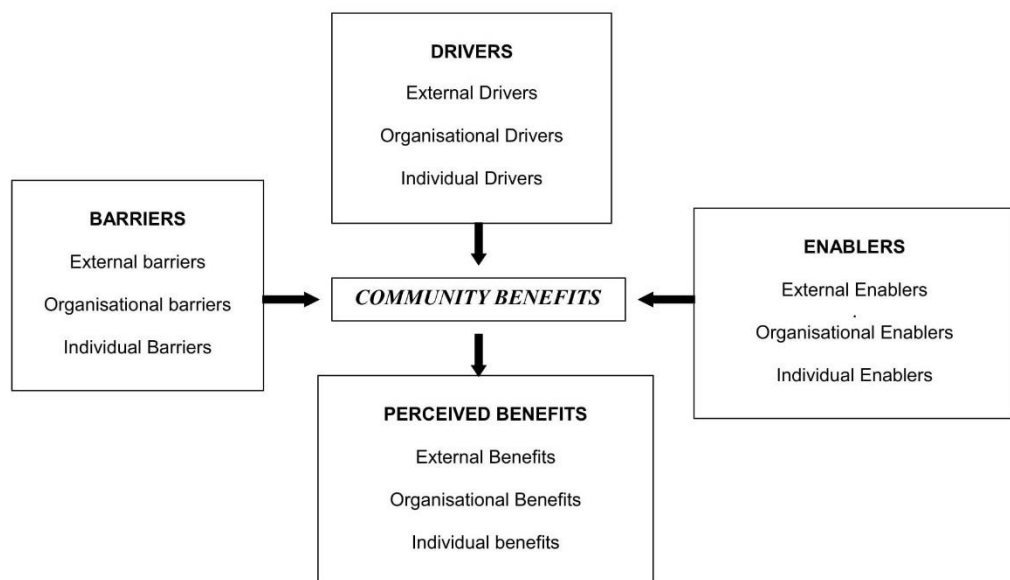 DRIVERS
External Drivers
Organisational Drivers
Individual Drivers
BARRIERS
External barriers
Organisational barriers
Individual Barriers
COMMUNITY BENEFITS
ENABLERS
External Enablers
.
Organisational Enablers
Individual Enablers
PERCEIVED BENEFITS
External Benefits
Organisational Benefits
Individual benefits